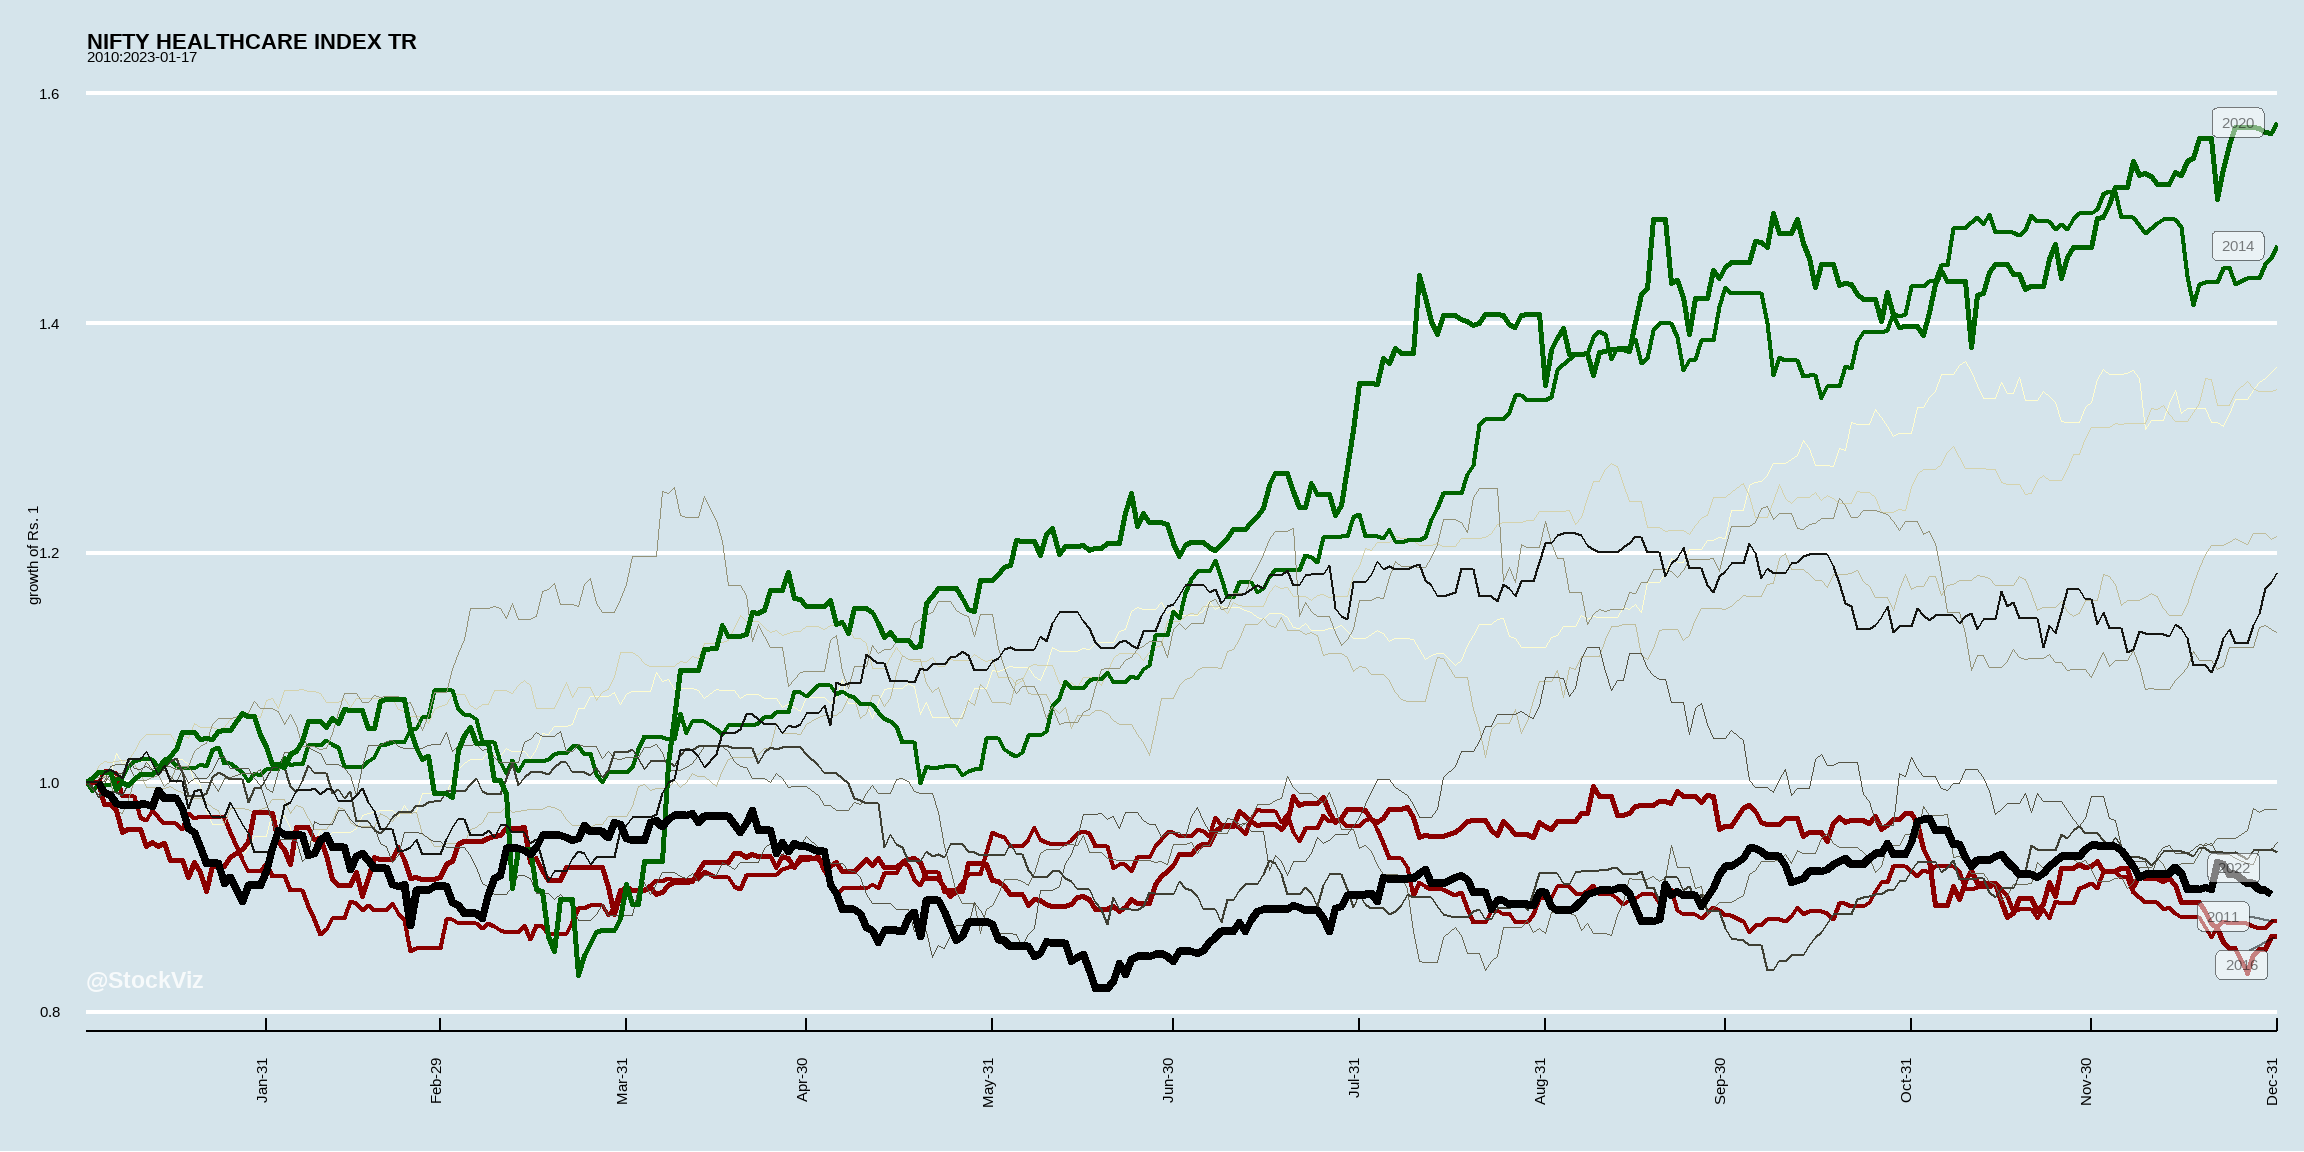 NIFTY HEALTHCARE INDEX TR
2010:2023-01-17
1.6
1.4
1.2
1.0
0.8
growth of Rs. 1
2020
2014
2022
2011
2016
@StockViz
Jan-31
Feb-29
Mar-31
Apr-30
May-31
Jun-30
Jul-31
Aug-31
Sep-30
Oct-31
Nov-30
Dec-31